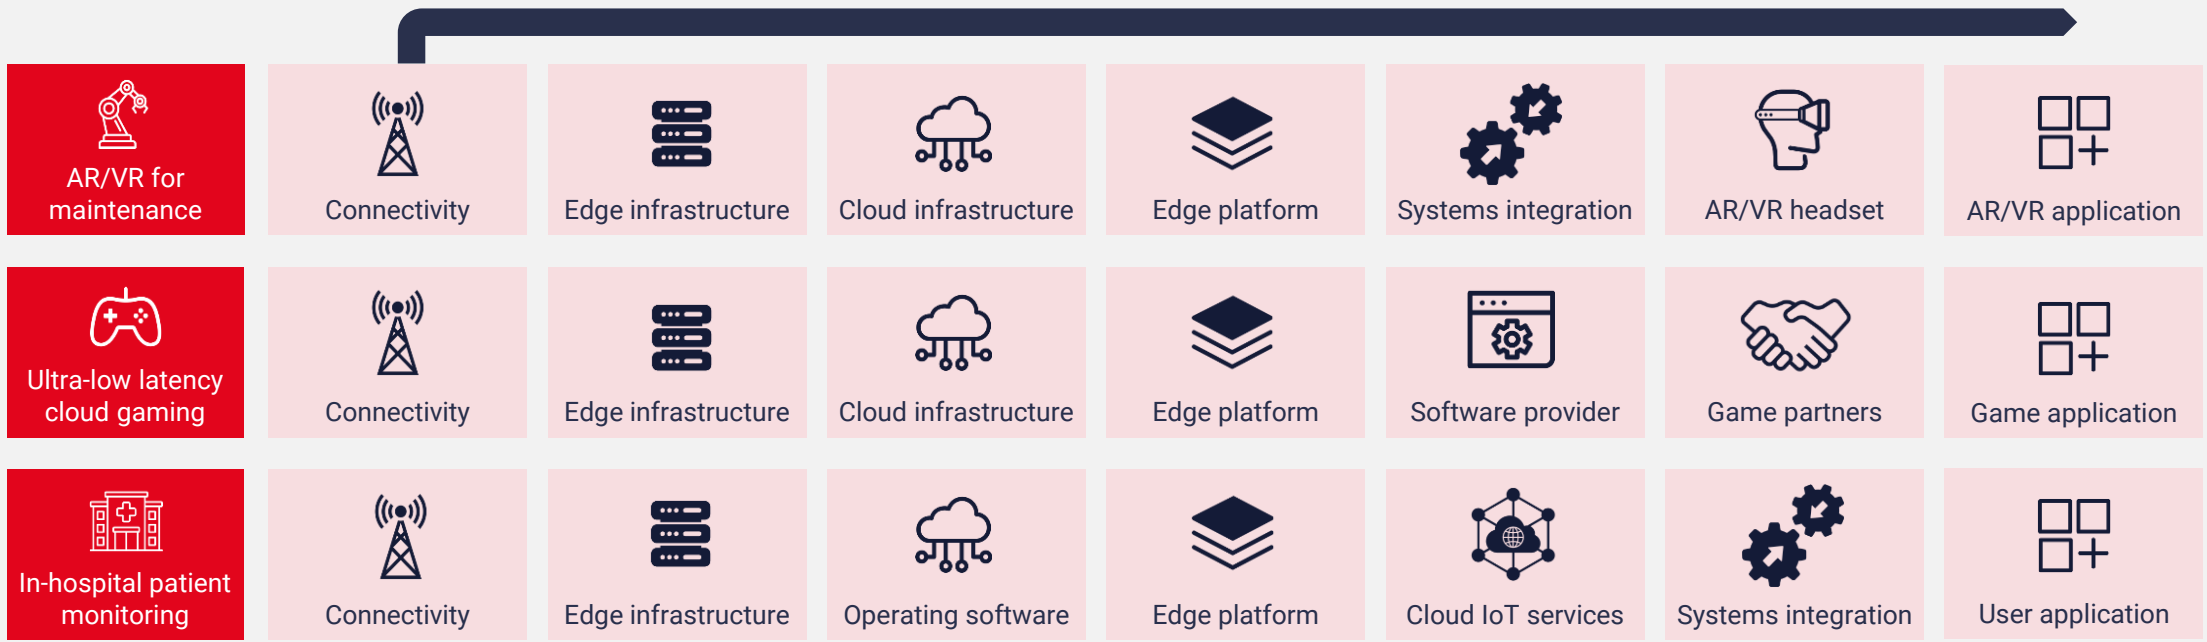 AR/VR for
maintenance
Connectivity
Edge infrastructure
Cloud infrastructure
Edge platform
Systems integration
AR/VR headset
AR/VR application
Ultra-low latency
cloud gaming
Connectivity
Edge infrastructure
Cloud infrastructure
Edge platform
Software provider
Game partners
Game application
In-hospital patient
monitoring
Connectivity
Edge infrastructure
Operating software
Edge platform
Cloud IoT services
Systems integration
User application